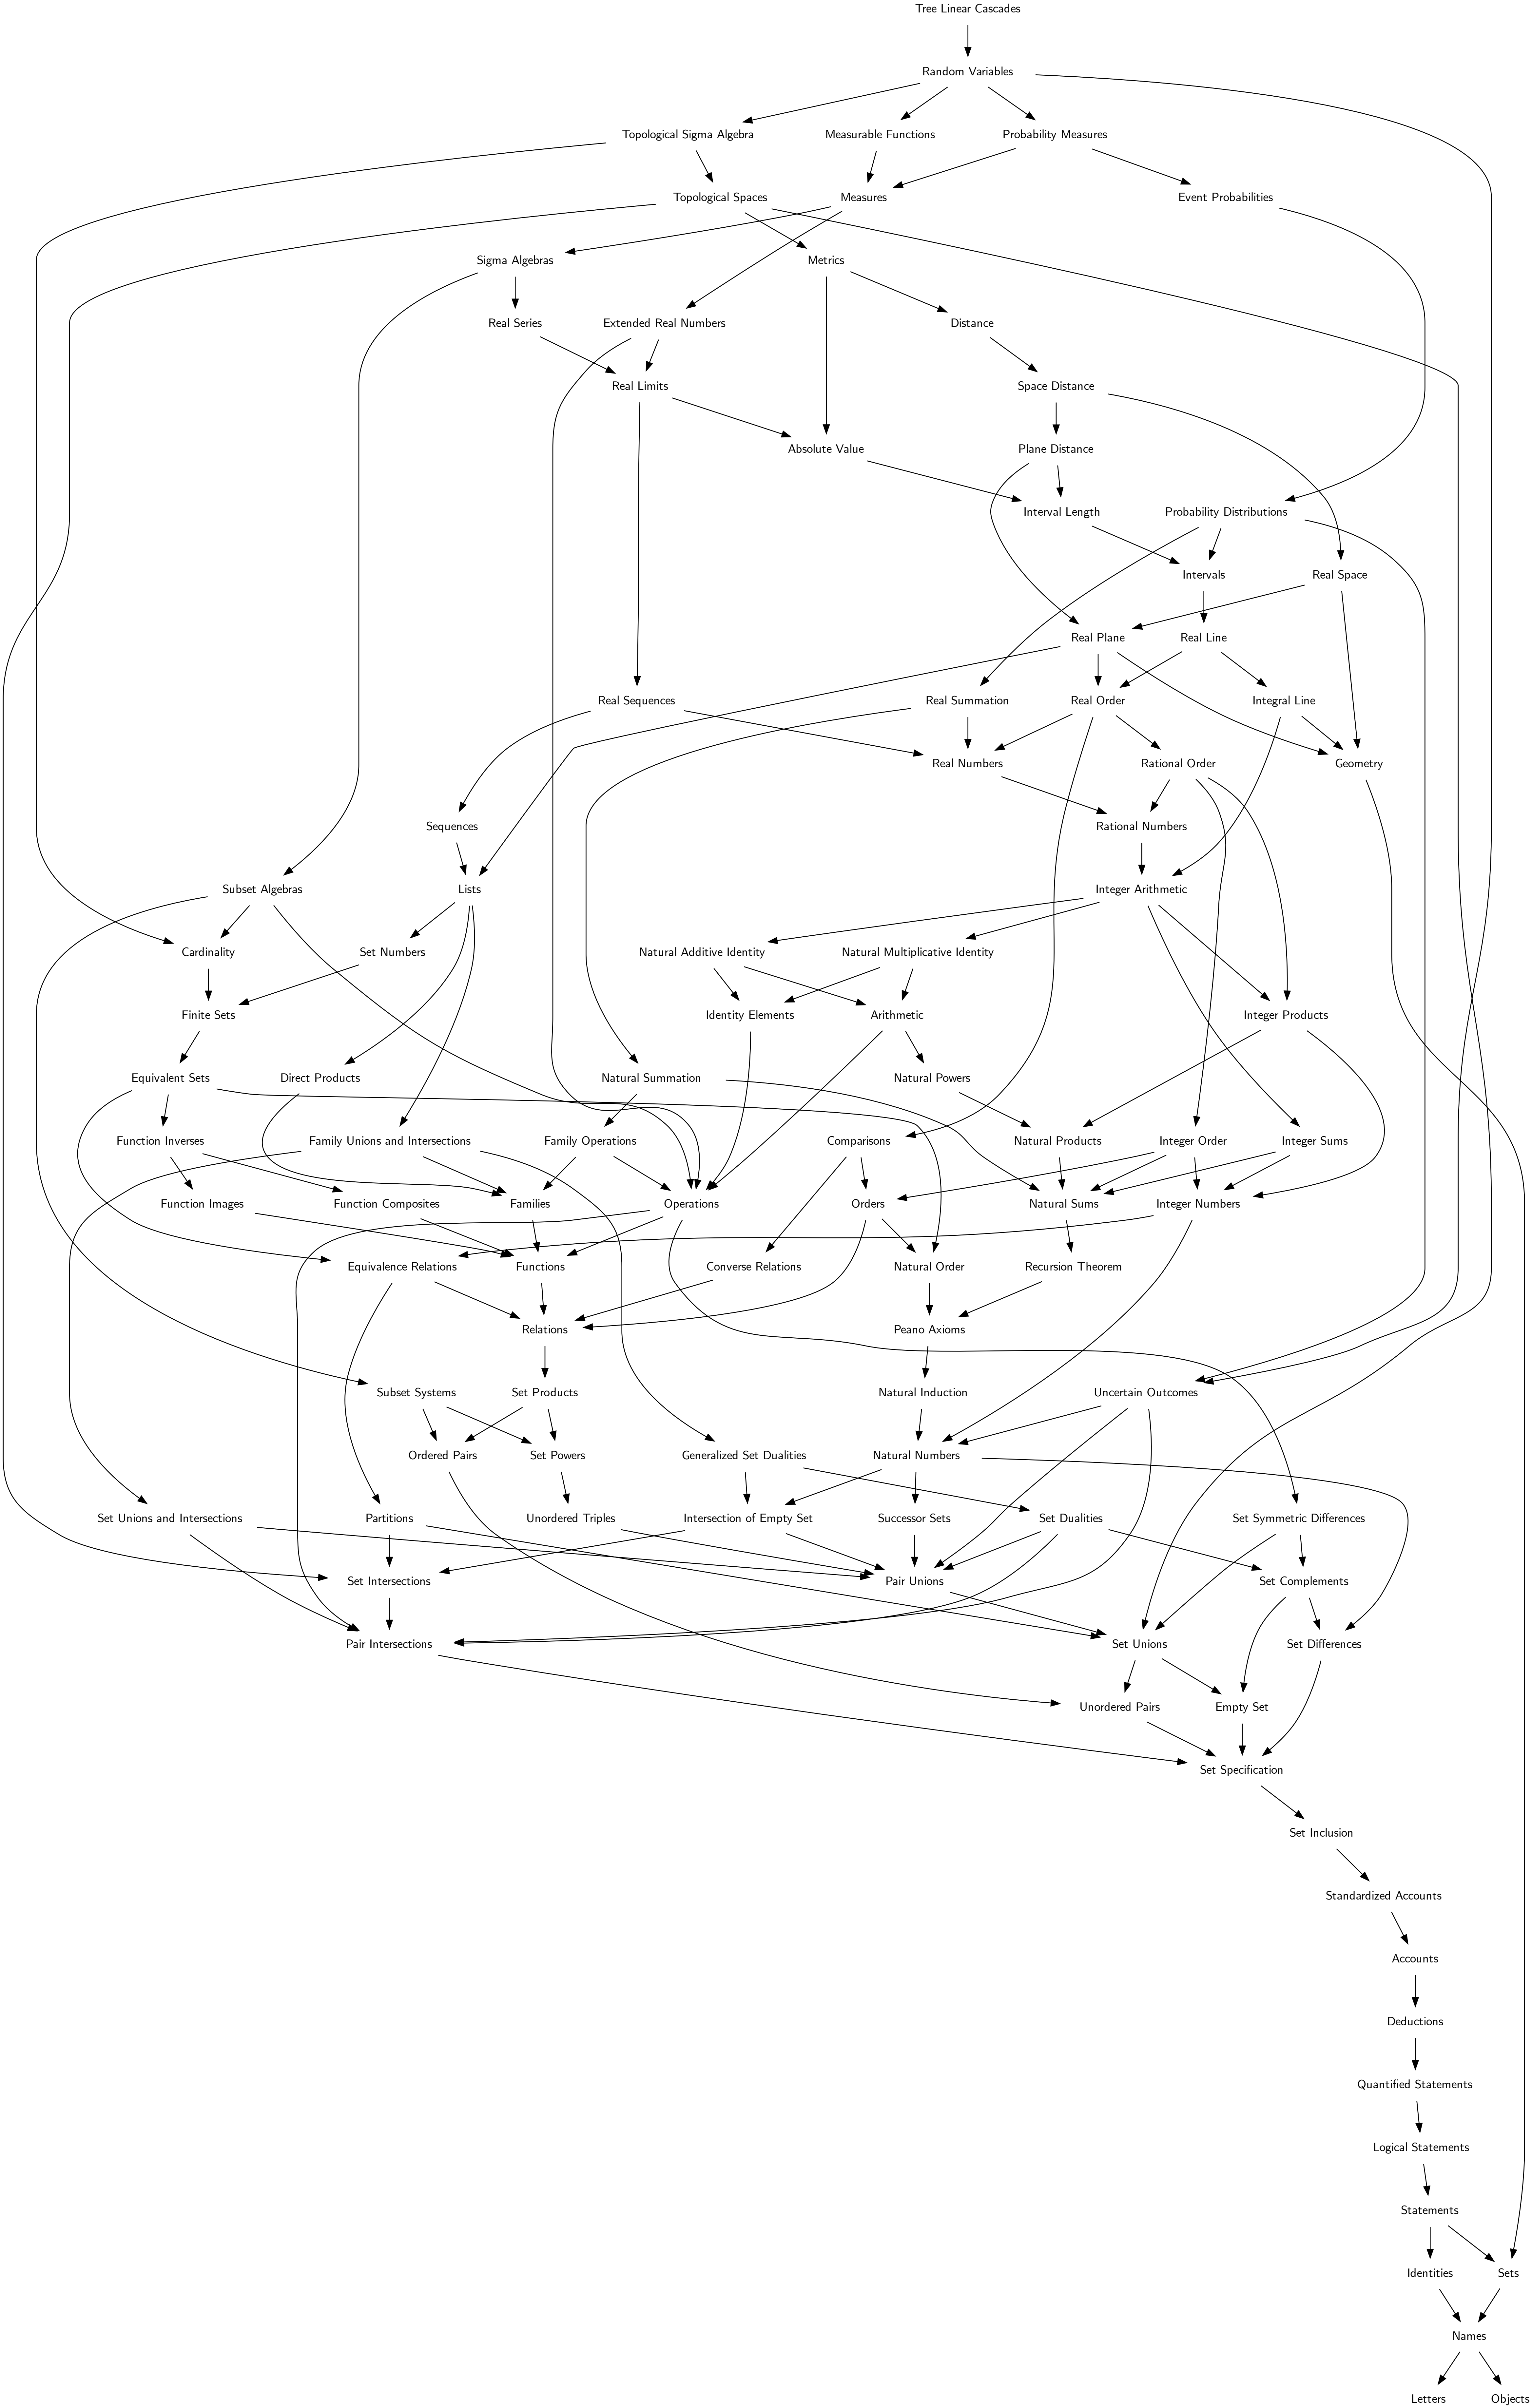 Tree Linear Cascades
Random Variables
Topological Sigma Algebra
Measurable Functions
Probability Measures
Topological Spaces
Measures
Event Probabilities
Sigma Algebras
Metrics
Real Series
Extended Real Numbers
Distance
Real Limits
Space Distance
Absolute Value
Plane Distance
Interval Length
Probability Distributions
Intervals
Real Space
Real Plane
Real Line
Real Sequences
Real Summation
Real Order
Integral Line
Real Numbers
Rational Order
Geometry
Sequences
Rational Numbers
Subset Algebras
Lists
Integer Arithmetic
Cardinality
Set Numbers
Natural Additive Identity
Natural Multiplicative Identity
Finite Sets
Identity Elements
Arithmetic
Integer Products
Equivalent Sets
Direct Products
Natural Summation
Natural Powers
Function Inverses
Family Unions and Intersections
Family Operations
Comparisons
Natural Products
Integer Order
Integer Sums
Function Images
Function Composites
Families
Operations
Orders
Natural Sums
Integer Numbers
Equivalence Relations
Functions
Converse Relations
Natural Order
Recursion Theorem
Relations
Peano Axioms
Subset Systems
Set Products
Natural Induction
Uncertain Outcomes
Ordered Pairs
Set Powers
Generalized Set Dualities
Natural Numbers
Set Unions and Intersections
Partitions
Unordered Triples
Intersection of Empty Set
Successor Sets
Set Dualities
Set Symmetric Differences
Set Intersections
Pair Unions
Set Complements
Pair Intersections
Set Unions
Set Differences
Unordered Pairs
Empty Set
Set Specification
Set Inclusion
Standardized Accounts
Accounts
Deductions
Quantified Statements
Logical Statements
Statements
Identities
Sets
Names
Letters
Objects